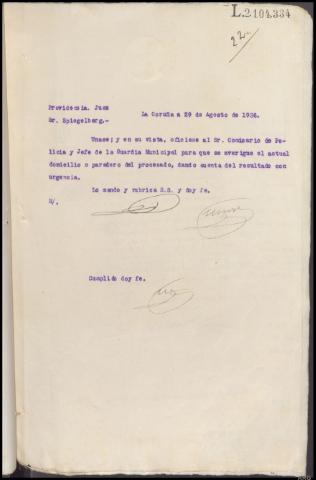 L.2104.334
22
Providencia. Juez
La Coruña a 29 de Agosto de 1936.
Sr. Spiegelberg.-
Unase; y en su vista, oficiese al Sr. Comisario de Po-
licia y Jefe de la Guardia Municipal para que se averigue el actual
domicilio o paradero del procesado, dando cuenta del resultado con
urgencia.
Lo mando y rubrica S.S. y doy fe.
Cumplido doy fe.